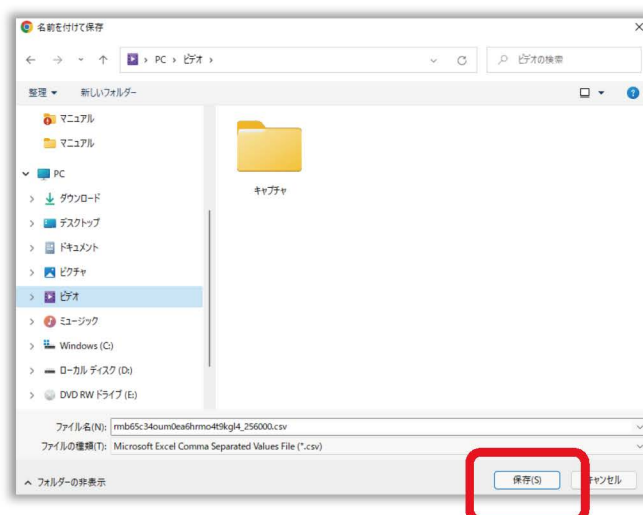 名前を付けて保存
PC › ビデオ ›
ビデオの検索
整理
新しいフォルダー
マニュアル
マニュアル
PC
ダウンロード
デスクトップ
ドキュメント
ピクチャ
ビデオ
ミュージック
Windows (C:)
ローカル ディスク (D:)
DVD RW ドライブ (E:)
キャプチャ
ファイル名(N): rmb65c34oum0ea6hrmo4t9kgl4_256000.csv
ファイルの種類(T): Microsoft Excel Comma Separated Values File (*.csv)
フォルダーの非表示
保存(S)
キャンセル